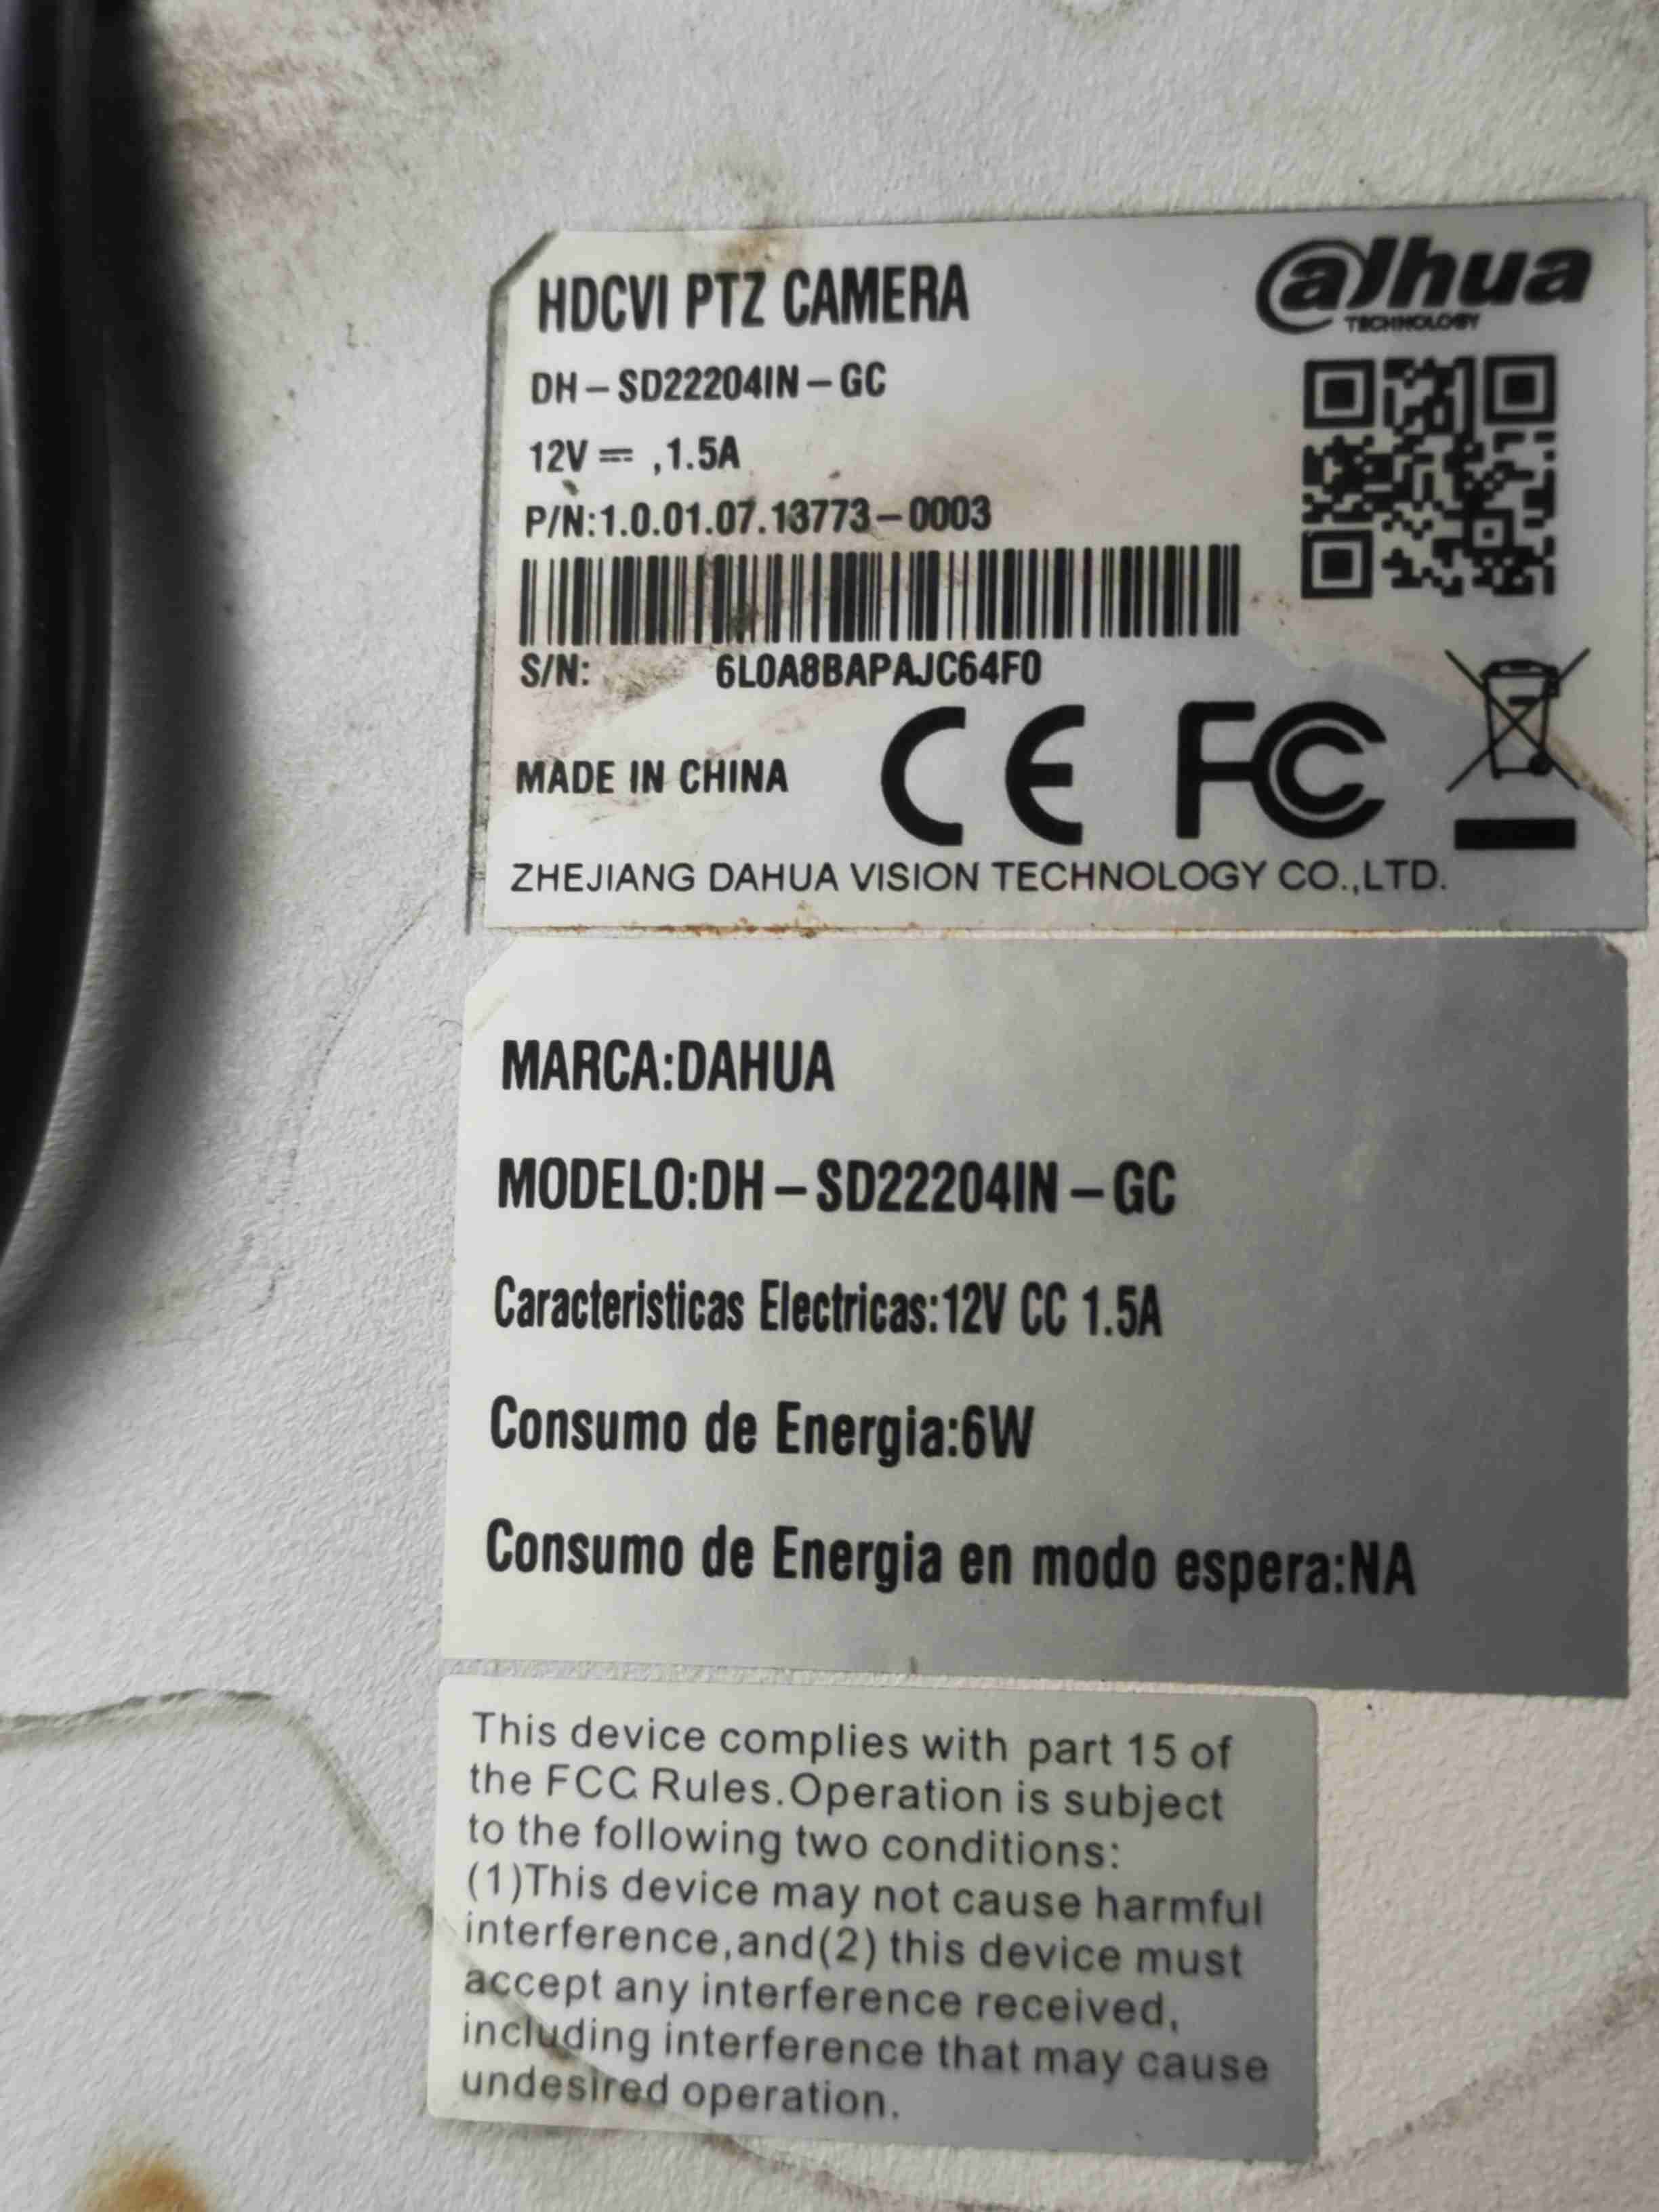 HDCVI PTZ CAMERA
alhua
TECHNOLOGY
DH-SD22204IN-GC
12V ⎓ ,1.5A
P/N:1.0.01.07.13773-0003
S/N: 6L0A8BAPAJC64F0
MADE IN CHINA CE FC
ZHEJIANG DAHUA VISION TECHNOLOGY CO.,LTD.
MARCA:DAHUA
MODELO:DH-SD22204IN-GC
Caracteristicas Electricas:12V CC 1.5A
Consumo de Energia:6W
Consumo de Energia en modo espera:NA
This device complies with part 15 of
the FCC Rules.Operation is subject
to the following two conditions:
(1)This device may not cause harmful
interference,and(2) this device must
accept any interference received,
including interference that may cause
undesired operation.